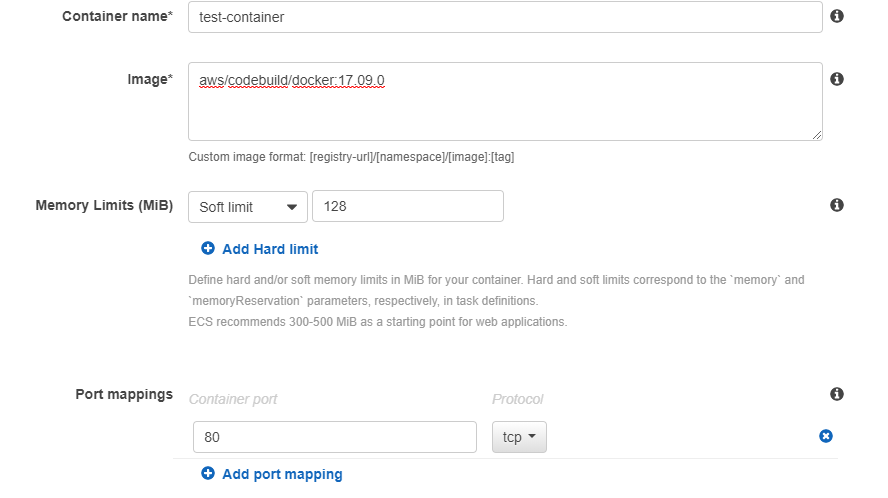 Container name* test-container
Image* aws/codebuild/docker:17.09.0
Custom image format: [registry-url]/[namespace]/[image]:[tag]
Memory Limits (MiB) Soft limit 128
Add Hard limit
Define hard and/or soft memory limits in MiB for your container. Hard and soft limits correspond to the `memory` and
`memoryReservation` parameters, respectively, in task definitions.
ECS recommends 300-500 MiB as a starting point for web applications.
Port mappings Container port Protocol
80 tcp
Add port mapping